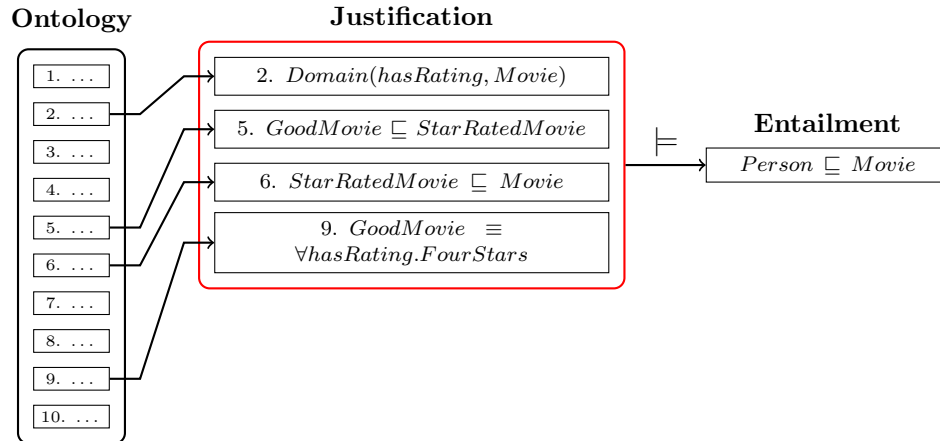 Ontology
1. ...
2. ...
3. ...
4. ...
5. ...
6. ...
7. ...
8. ...
9. ...
10. ...
Justification
2. Domain(hasRating, Movie)
5. GoodMovie ⊑ StarRatedMovie
6. StarRatedMovie ⊑ Movie
9. GoodMovie ≡
∀hasRating.FourStars
⊨
Entailment
Person ⊑ Movie